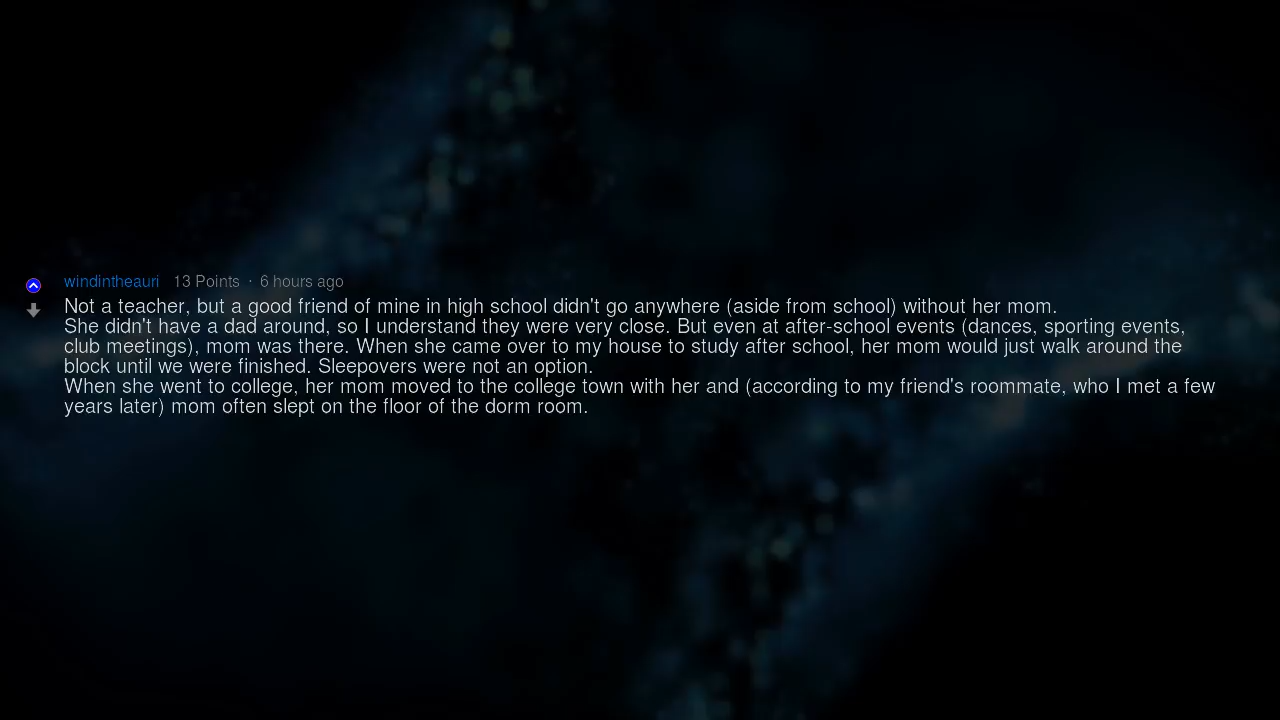 windintheauri 13 Points · 6 hours ago
Not a teacher, but a good friend of mine in high school didn't go anywhere (aside from school) without her mom.
She didn't have a dad around, so I understand they were very close. But even at after-school events (dances, sporting events,
club meetings), mom was there. When she came over to my house to study after school, her mom would just walk around the
block until we were finished. Sleepovers were not an option.
When she went to college, her mom moved to the college town with her and (according to my friend's roommate, who I met a few
years later) mom often slept on the floor of the dorm room.